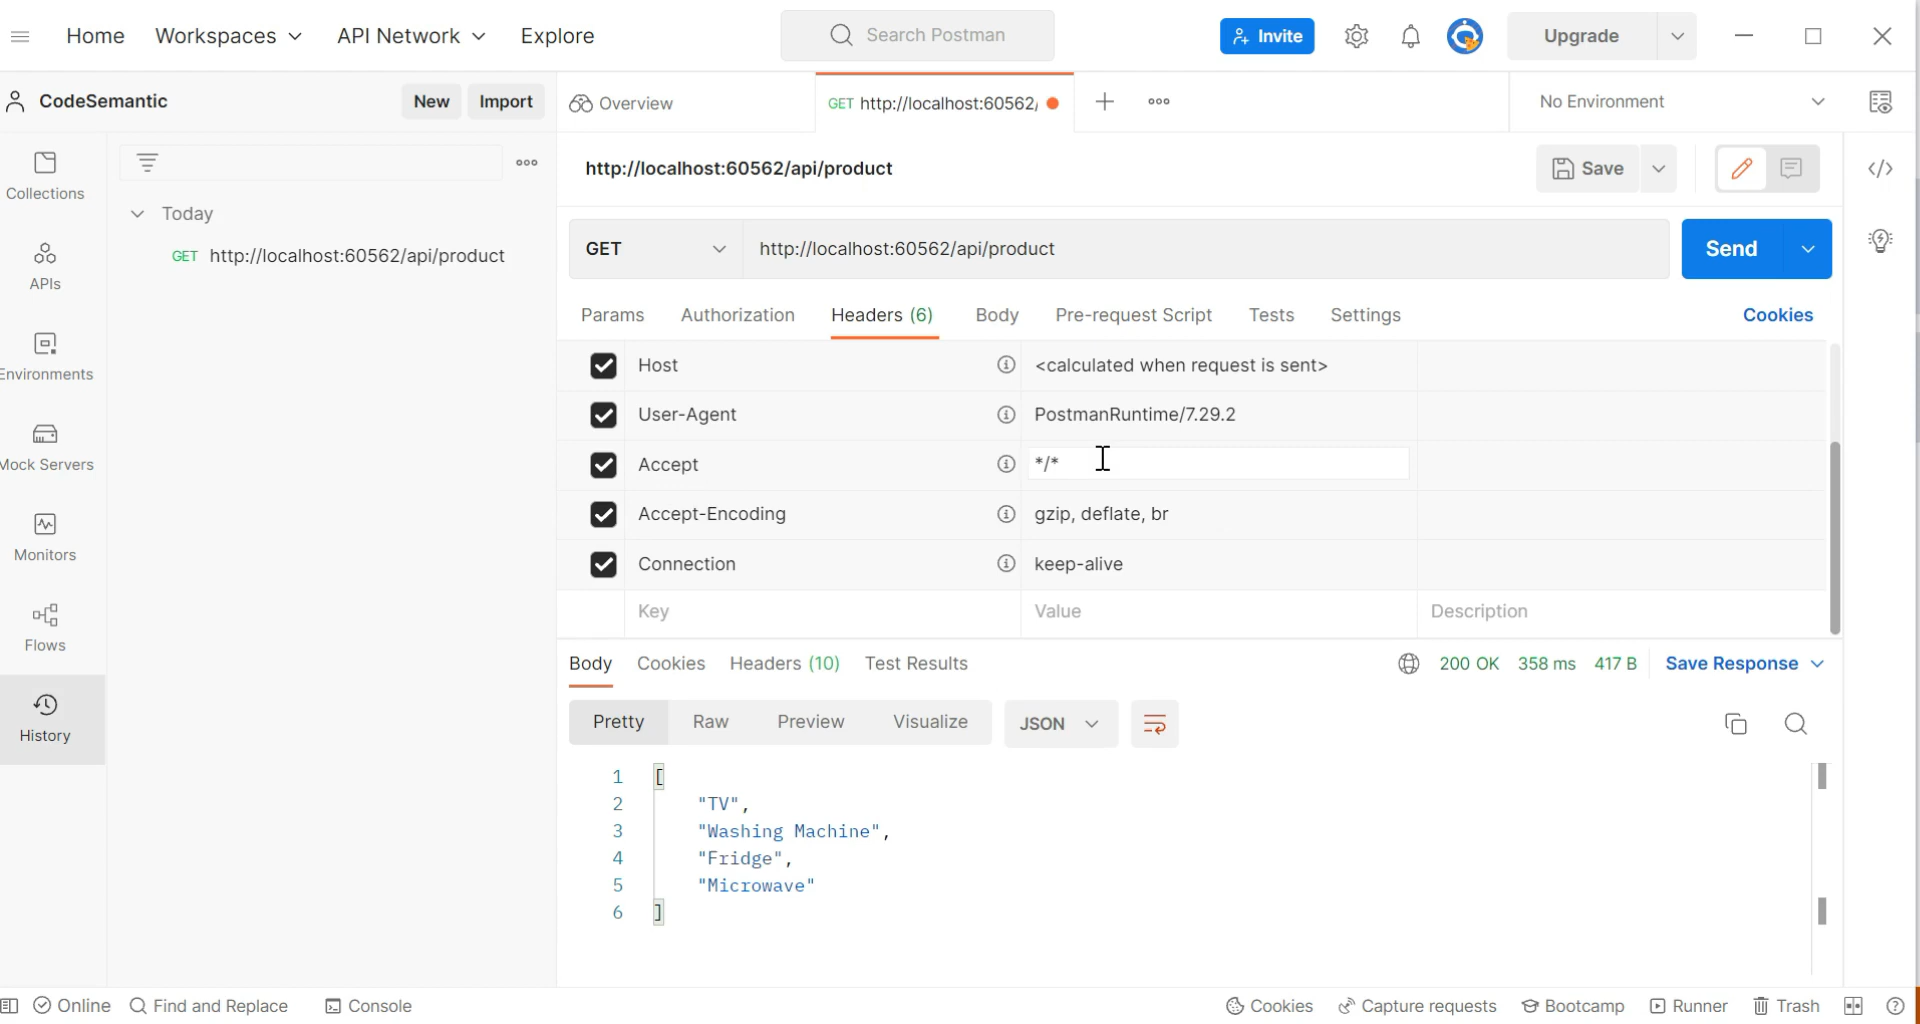 Home Workspaces API Network Explore Search Postman Invite Upgrade
CodeSemantic New Import Overview GET http://localhost:60562/ No Environment
http://localhost:60562/api/product Save
Collections
Today
GET http://localhost:60562/api/product
GET http://localhost:60562/api/product Send
APIs
Params Authorization Headers (6) Body Pre-request Script Tests Settings Cookies
Environments
Host <calculated when request is sent>
User-Agent PostmanRuntime/7.29.2
Mock Servers
Accept */*
Accept-Encoding gzip, deflate, br
Monitors
Connection keep-alive
Key Value Description
Flows
Body Cookies Headers (10) Test Results 200 OK 358 ms 417 B Save Response
History
Pretty Raw Preview Visualize JSON
1 [
2 "TV",
3 "Washing Machine",
4 "Fridge",
5 "Microwave"
6 ]
Online Find and Replace Console Cookies Capture requests Bootcamp Runner Trash